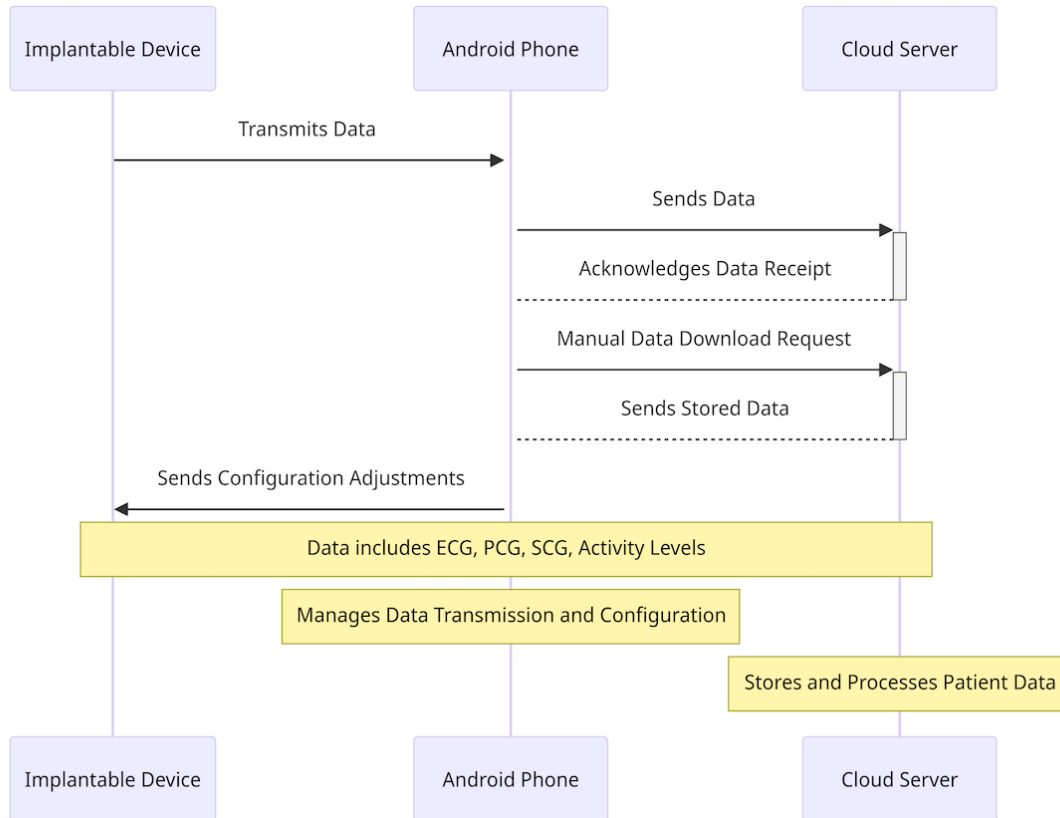 Implantable Device
Android Phone
Cloud Server
Transmits Data
Sends Data
Acknowledges Data Receipt
Manual Data Download Request
Sends Stored Data
Sends Configuration Adjustments
Data includes ECG, PCG, SCG, Activity Levels
Manages Data Transmission and Configuration
Stores and Processes Patient Data
Implantable Device
Android Phone
Cloud Server